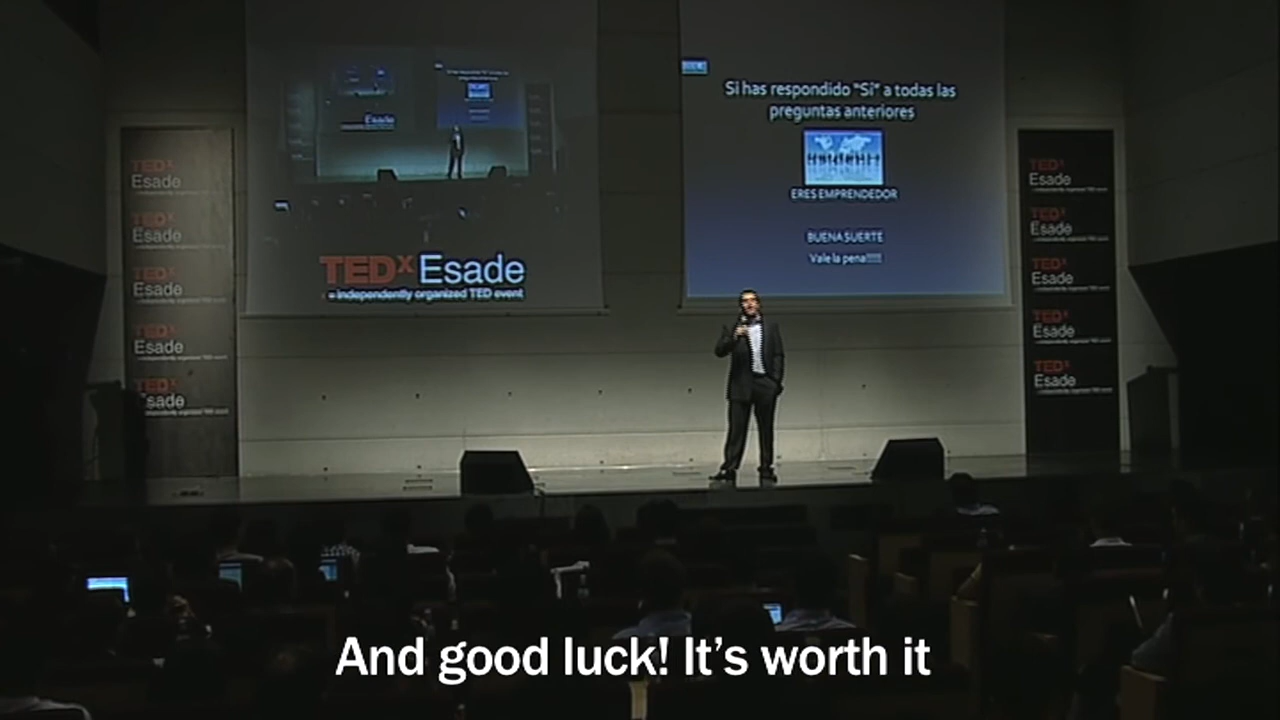 Si has respondido "Si" a todas las
preguntas anteriores
ERES EMPRENDEDOR
BUENA SUERTE
Vale la pena!!!!!
TEDx Esade
= independently organized TED event
Esade
TEDx
Esade
TEDx
Esade
TEDx
Esade
TEDx
Esade
TEDx
Esade
TEDx
Esade
TEDx
Esade
TEDx
Esade
TEDx
Esade
TEDx
Esade
And good luck! It's worth it